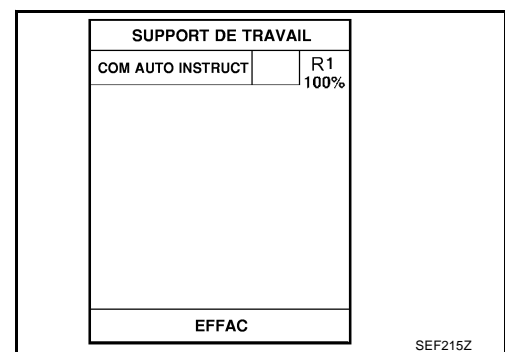 SUPPORT DE TRAVAIL
COM AUTO INSTRUCT R1
100%
EFFAC
SEF215Z